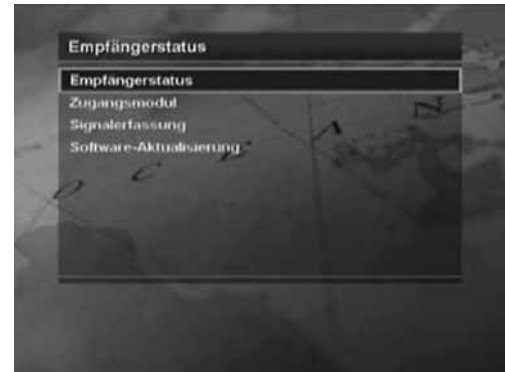 Empfängerstatus
Empfängerstatus
Zugangsmodul
Signalerfassung
Software-Aktualisierung
O C E A N